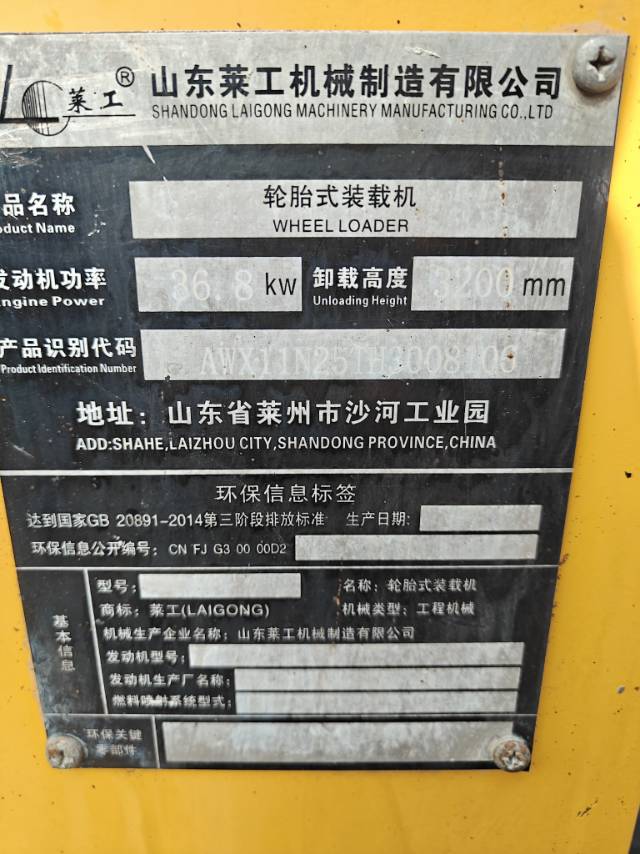 莱工® 山东莱工机械制造有限公司
SHANDONG LAIGONG MACHINERY MANUFACTURING CO.,LTD
品名称 轮胎式装载机
oduct Name WHEEL LOADER
发动机功率 36.8 kw 卸载高度 3200 mm
Engine Power Unloading Height
产品识别代码
Product Identification Number
地址：山东省莱州市沙河工业园
ADD:SHAHE,LAIZHOU CITY,SHANDONG PROVINCE,CHINA
环保信息标签
达到国家GB 20891-2014第三阶段排放标准 生产日期：
环保信息公开编号：CN FJ G3 00 00D2
基本信息
型号： 名称：轮胎式装载机
商标：莱工(LAIGONG) 机械类型：工程机械
机械生产企业名称：山东莱工机械制造有限公司
发动机型号：
发动机生产厂名称：
燃料喷射系统型式：
环保关键
零部件